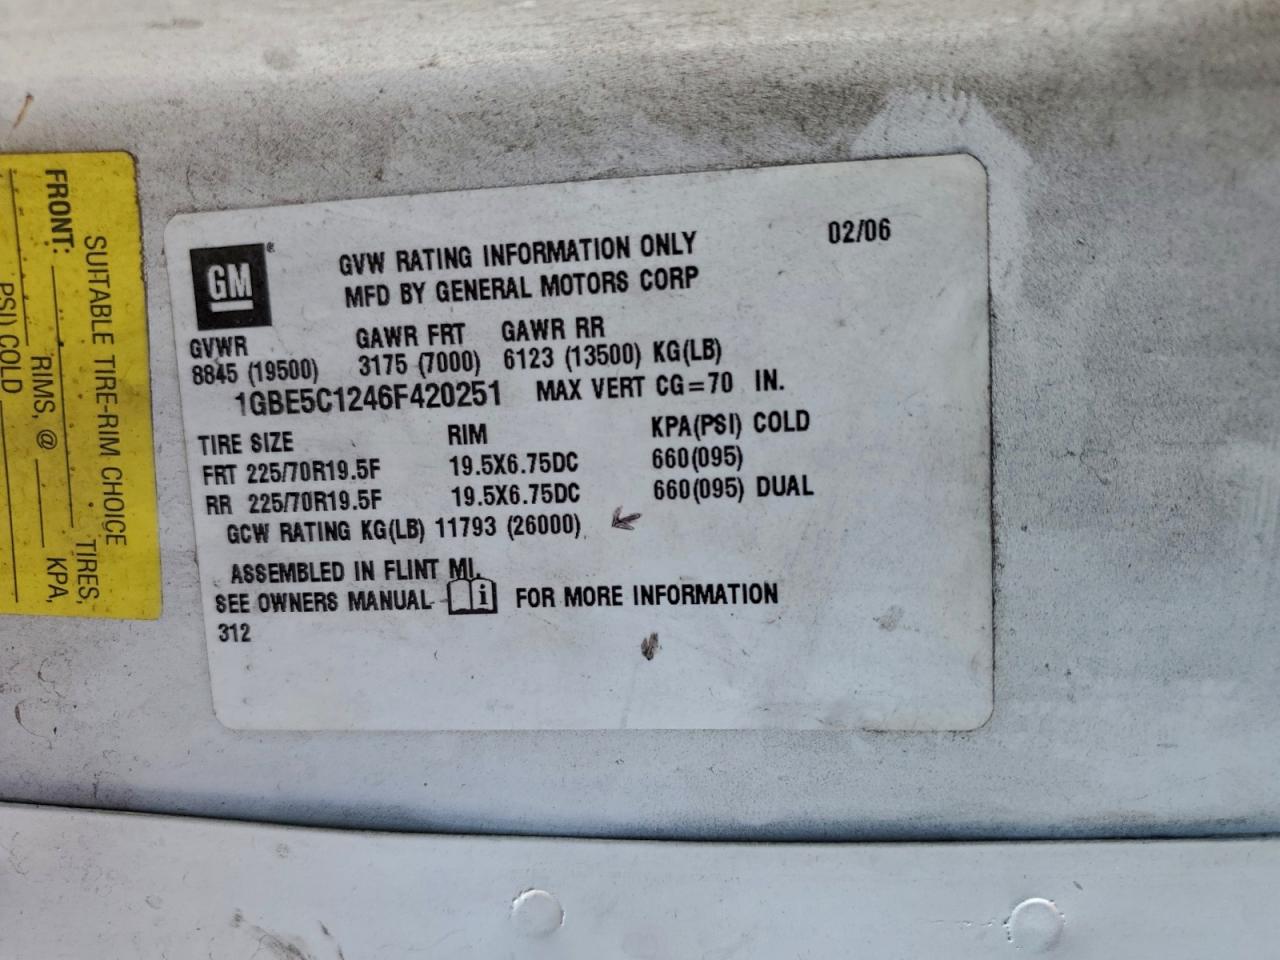 GM®
GVW RATING INFORMATION ONLY 02/06
MFD BY GENERAL MOTORS CORP
GVWR GAWR FRT GAWR RR
8845 (19500) 3175 (7000) 6123 (13500) KG(LB)
1GBE5C1246F420251 MAX VERT CG=70 IN.
TIRE SIZE RIM KPA(PSI) COLD
FRT 225/70R19.5F 19.5X6.75DC 660(095)
RR 225/70R19.5F 19.5X6.75DC 660(095) DUAL
GCW RATING KG(LB) 11793 (26000)
ASSEMBLED IN FLINT MI.
SEE OWNERS MANUAL i FOR MORE INFORMATION
312
SUITABLE TIRE-RIM CHOICE
FRONT: TIRES,
RIMS, @ KPA,
PSI) COLD